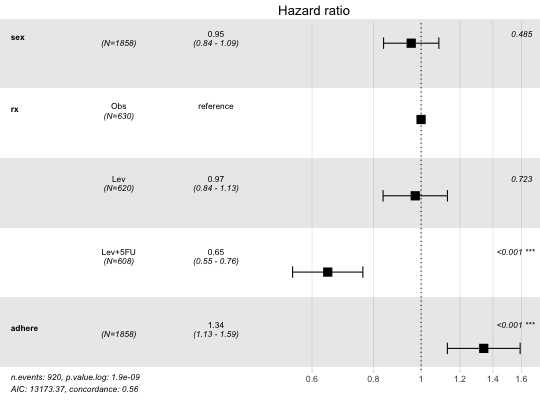 Hazard ratio
sex
(N=1858)
0.95
(0.84 - 1.09)
0.485
rx
Obs
(N=630)
reference
Lev
(N=620)
0.97
(0.84 - 1.13)
0.723
Lev+5FU
(N=608)
0.65
(0.55 - 0.76)
<0.001 ***
adhere
(N=1858)
1.34
(1.13 - 1.59)
<0.001 ***
n.events: 920, p.value.log: 1.9e-09
AIC: 13173.37, concordance: 0.56
0.6 0.8 1 1.2 1.4 1.6